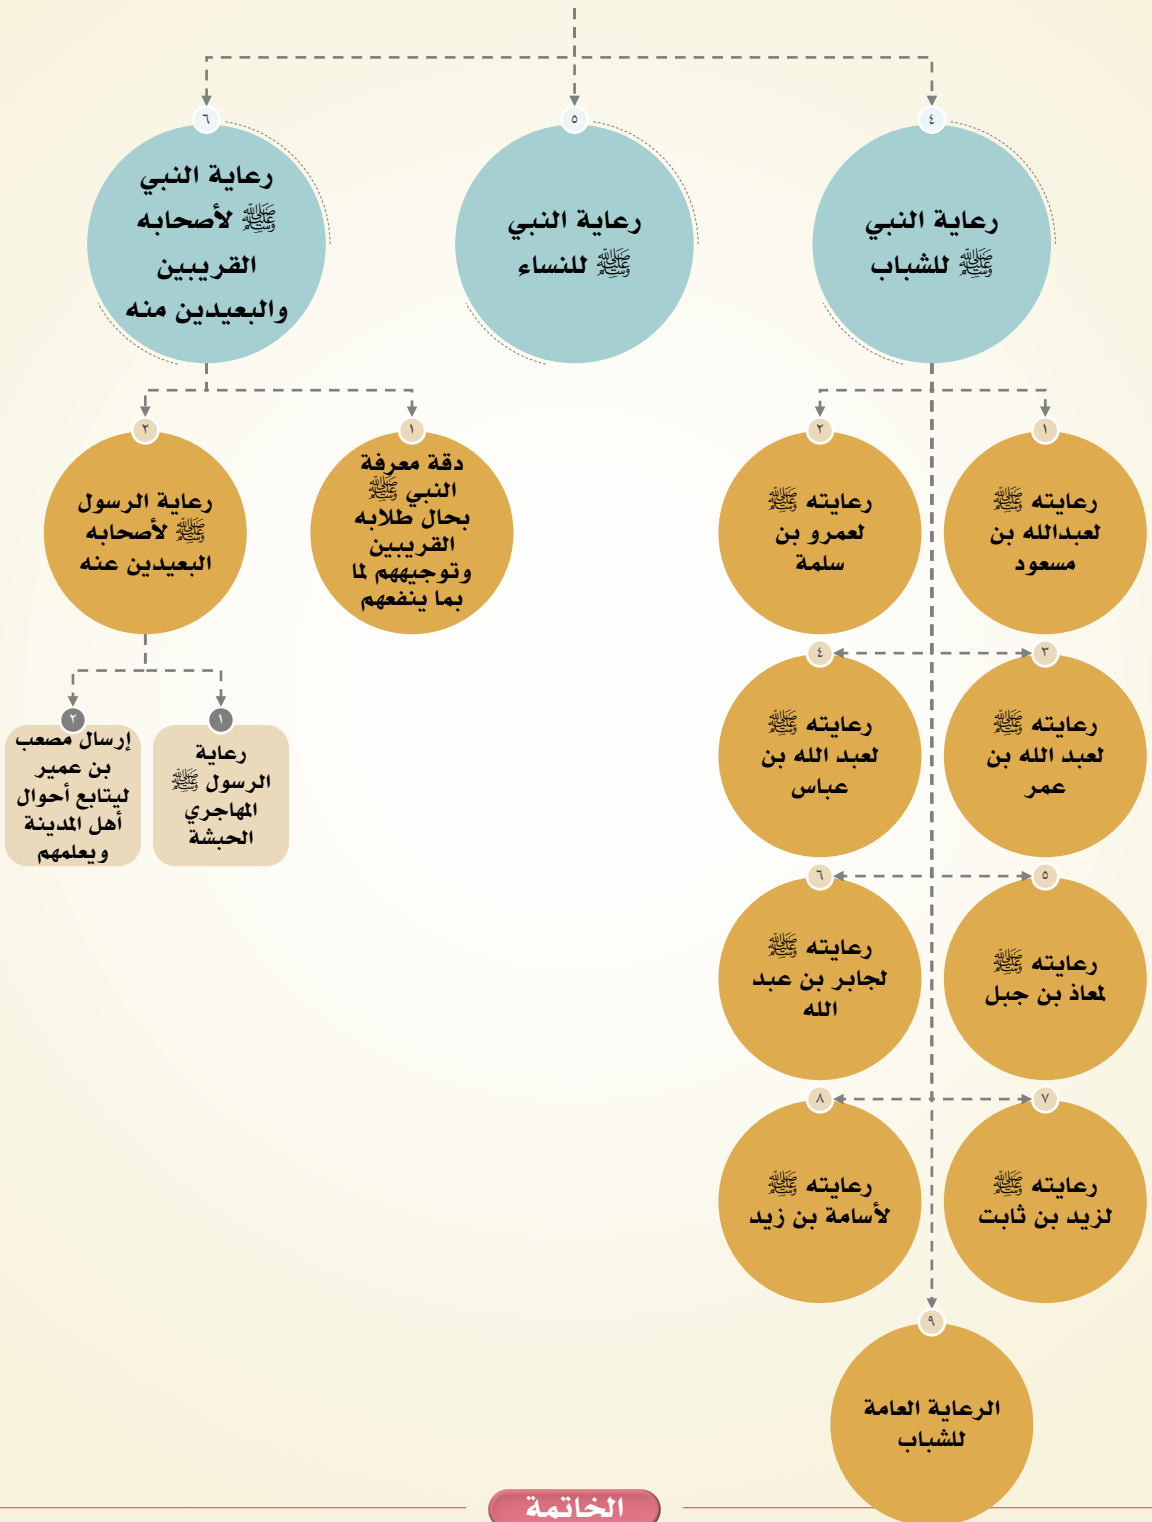 ٤
رعاية النبي
ﷺ للشباب
٥
رعاية النبي
ﷺ للنساء
٦
رعاية النبي
ﷺ لأصحابه
القريبين
والبعيدين منه
١
رعايته ﷺ
لعبدالله بن
مسعود
٢
رعايته ﷺ
لعمرو بن
سلمة
٣
رعايته ﷺ
لعبد الله بن
عمر
٤
رعايته ﷺ
لعبد الله بن
عباس
٥
رعايته ﷺ
لمعاذ بن جبل
٦
رعايته ﷺ
لجابر بن عبد
الله
٧
رعايته ﷺ
لزيد بن ثابت
٨
رعايته ﷺ
لأسامة بن زيد
٩
الرعاية العامة
للشباب
١
دقة معرفة
النبي ﷺ
بحال طلابه
القريبين
وتوجيههم لما
بما ينفعهم
٢
رعاية الرسول
ﷺ لأصحابه
البعيدين عنه
١
رعاية
الرسول ﷺ
المهاجري
الحبشة
٢
إرسال مصعب
بن عمير
ليتابع أحوال
أهل المدينة
ويعلمهم
الخاتمة